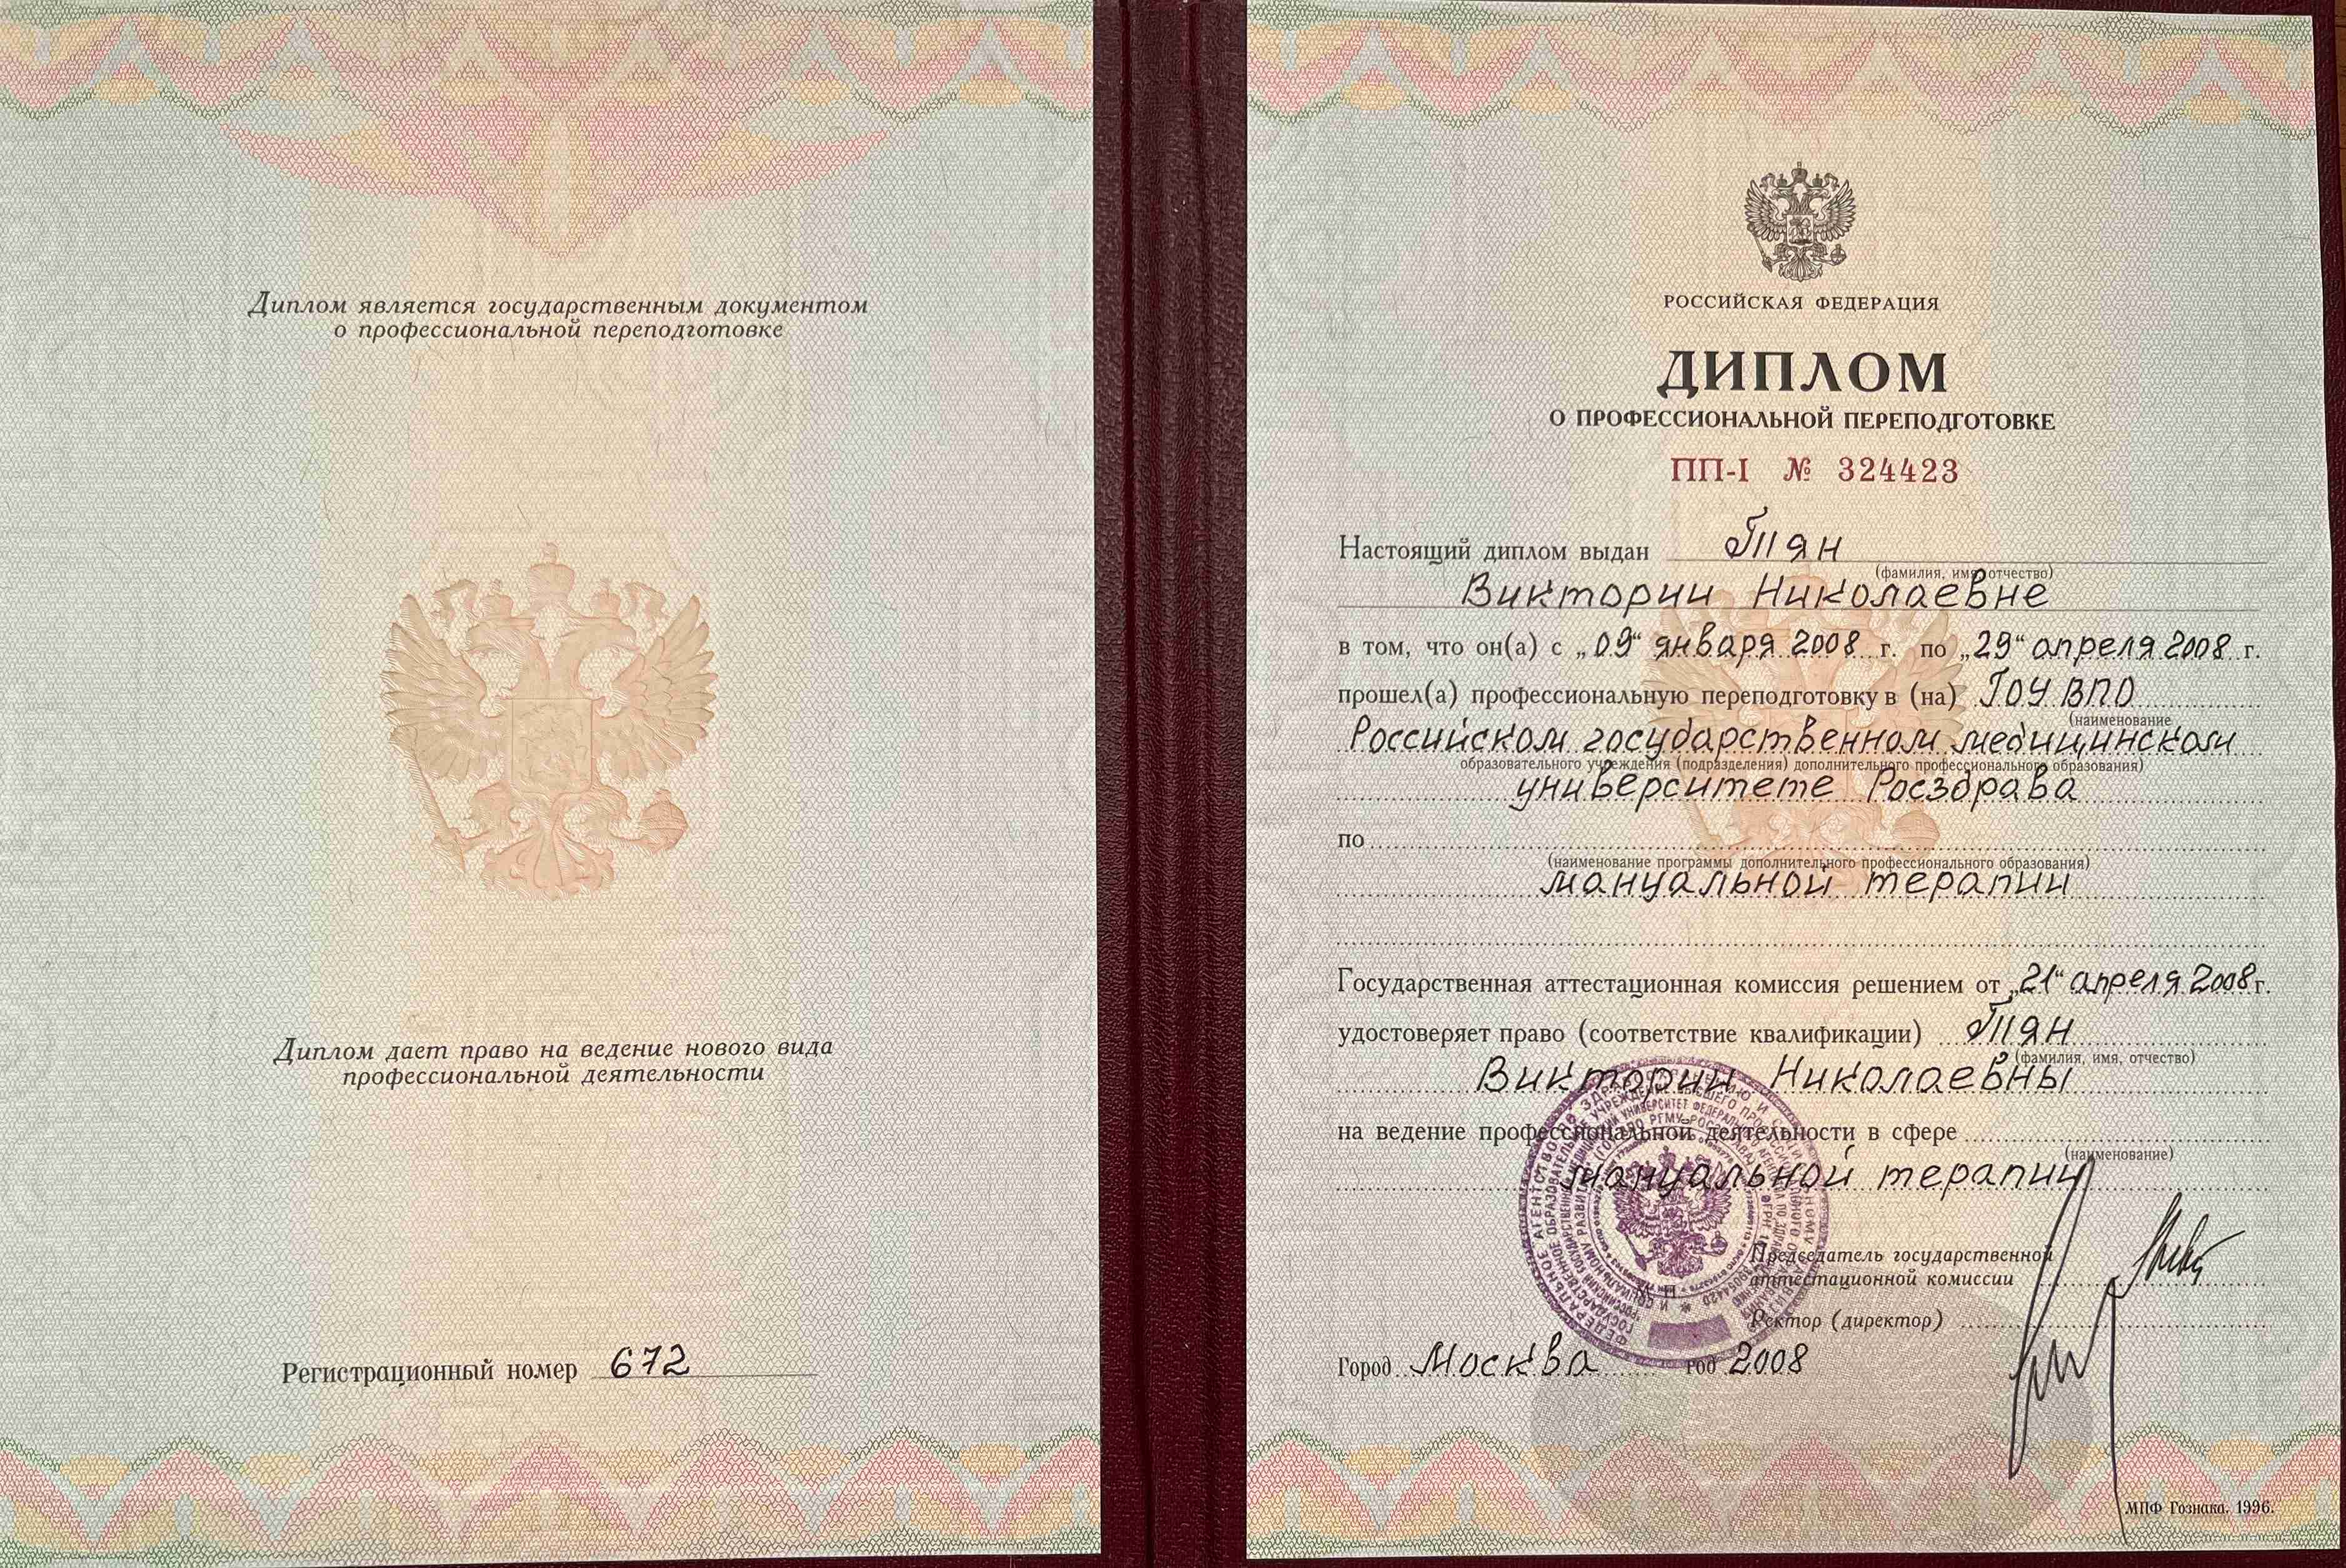 Диплом является государственным документом
о профессиональной переподготовке
Диплом дает право на ведение нового вида
профессиональной деятельности
Регистрационный номер 672
РОССИЙСКАЯ ФЕДЕРАЦИЯ
ДИПЛОМ
О ПРОФЕССИОНАЛЬНОЙ ПЕРЕПОДГОТОВКЕ
ПП-I № 324423
Настоящий диплом выдан Тян
(фамилия, имя, отчество)
Виктории Николаевне
в том, что он(а) с „09“ января 2008 г. по „29“ апреля 2008 г.
прошел(а) профессиональную переподготовку в (на) ГОУ ВПО
(наименование
Российском государственном медицинском
образовательного учреждения (подразделения) дополнительного профессионального образования)
университете Росздрава
по
(наименование программы дополнительного профессионального образования)
мануальной терапии
Государственная аттестационная комиссия решением от „21“ апреля 2008 г.
удостоверяет право (соответствие квалификации) Тян
(фамилия, имя, отчество)
Виктории Николаевны
на ведение профессиональной деятельности в сфере
(наименование)
мануальной терапии
Председатель государственной
аттестационной комиссии
Ректор (директор)
Город Москва год 2008
МПФ Гознака. 1996.